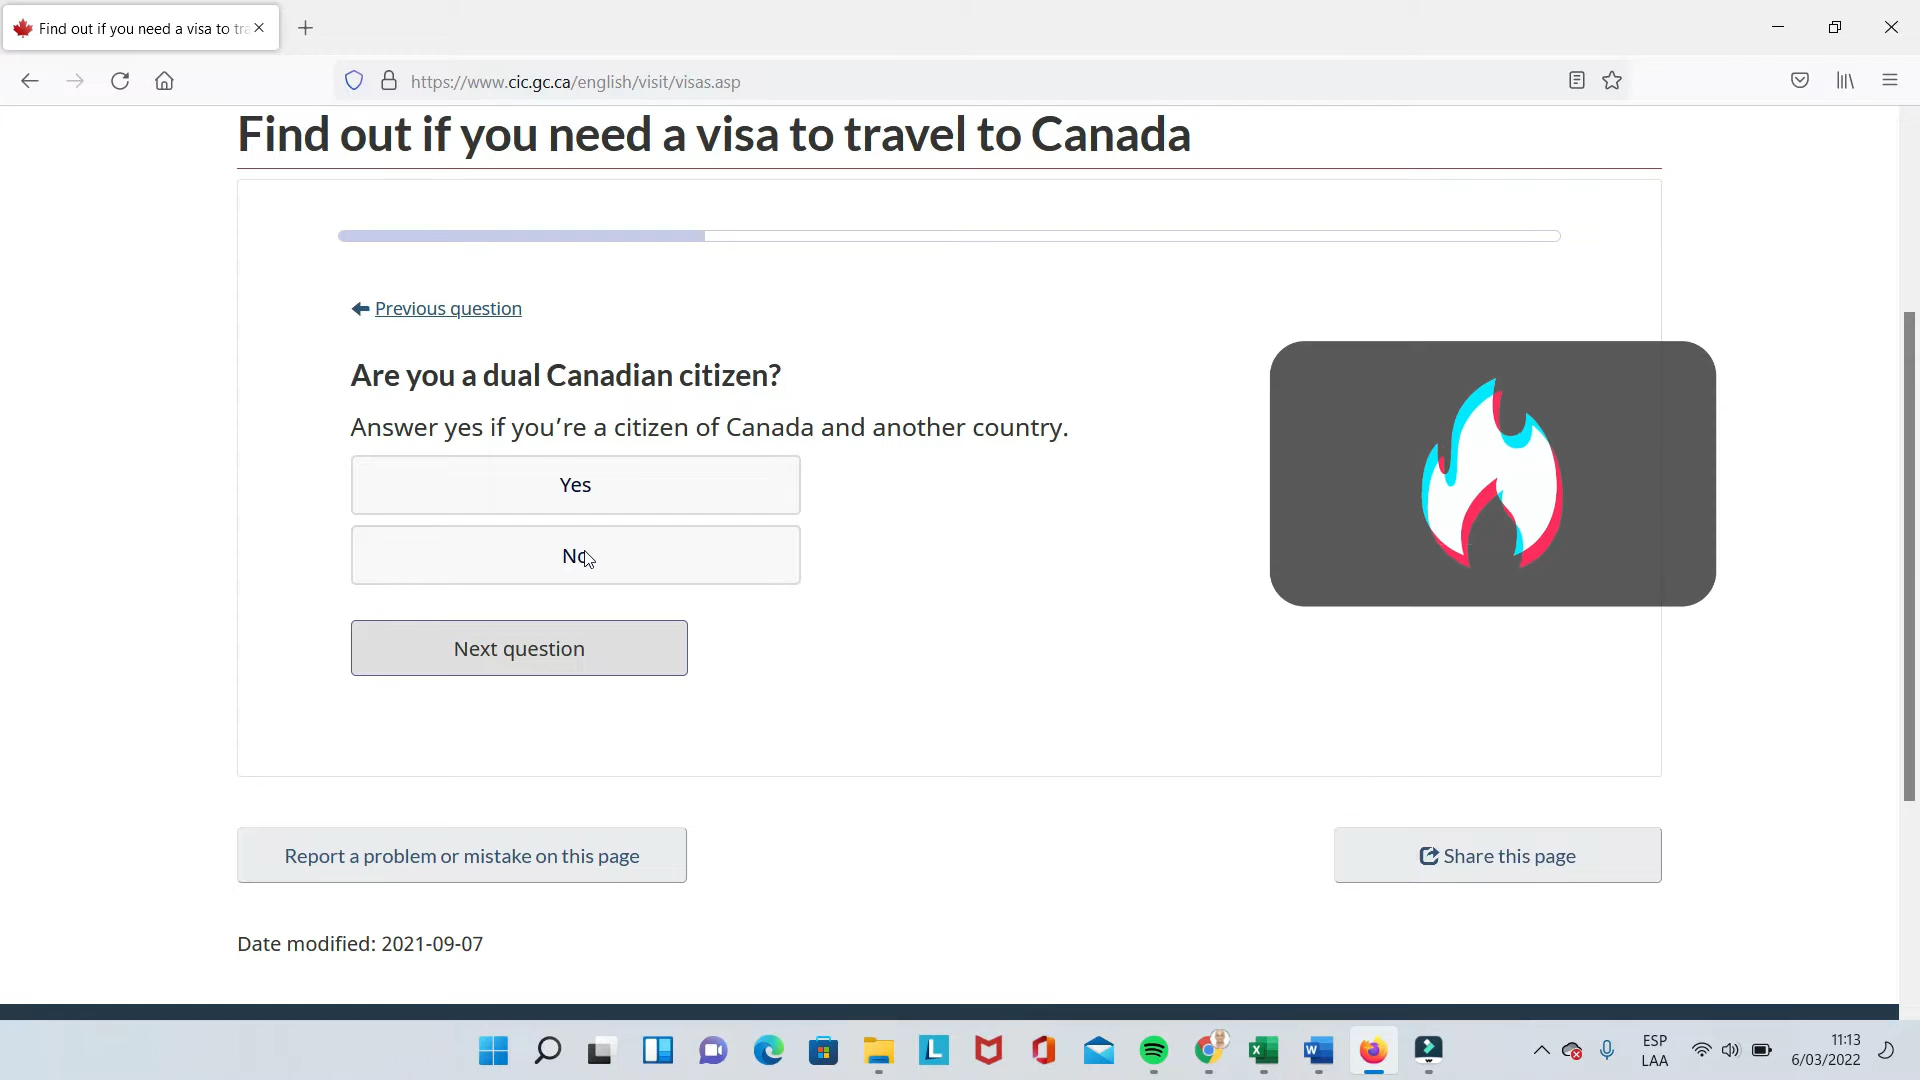 Find out if you need a visa to tra
https://www.cic.gc.ca/english/visit/visas.asp
Find out if you need a visa to travel to Canada
Previous question
Are you a dual Canadian citizen?
Answer yes if you’re a citizen of Canada and another country.
Yes
No
Next question
Report a problem or mistake on this page
Share this page
Date modified: 2021-09-07
ESP
LAA
11:13
6/03/2022